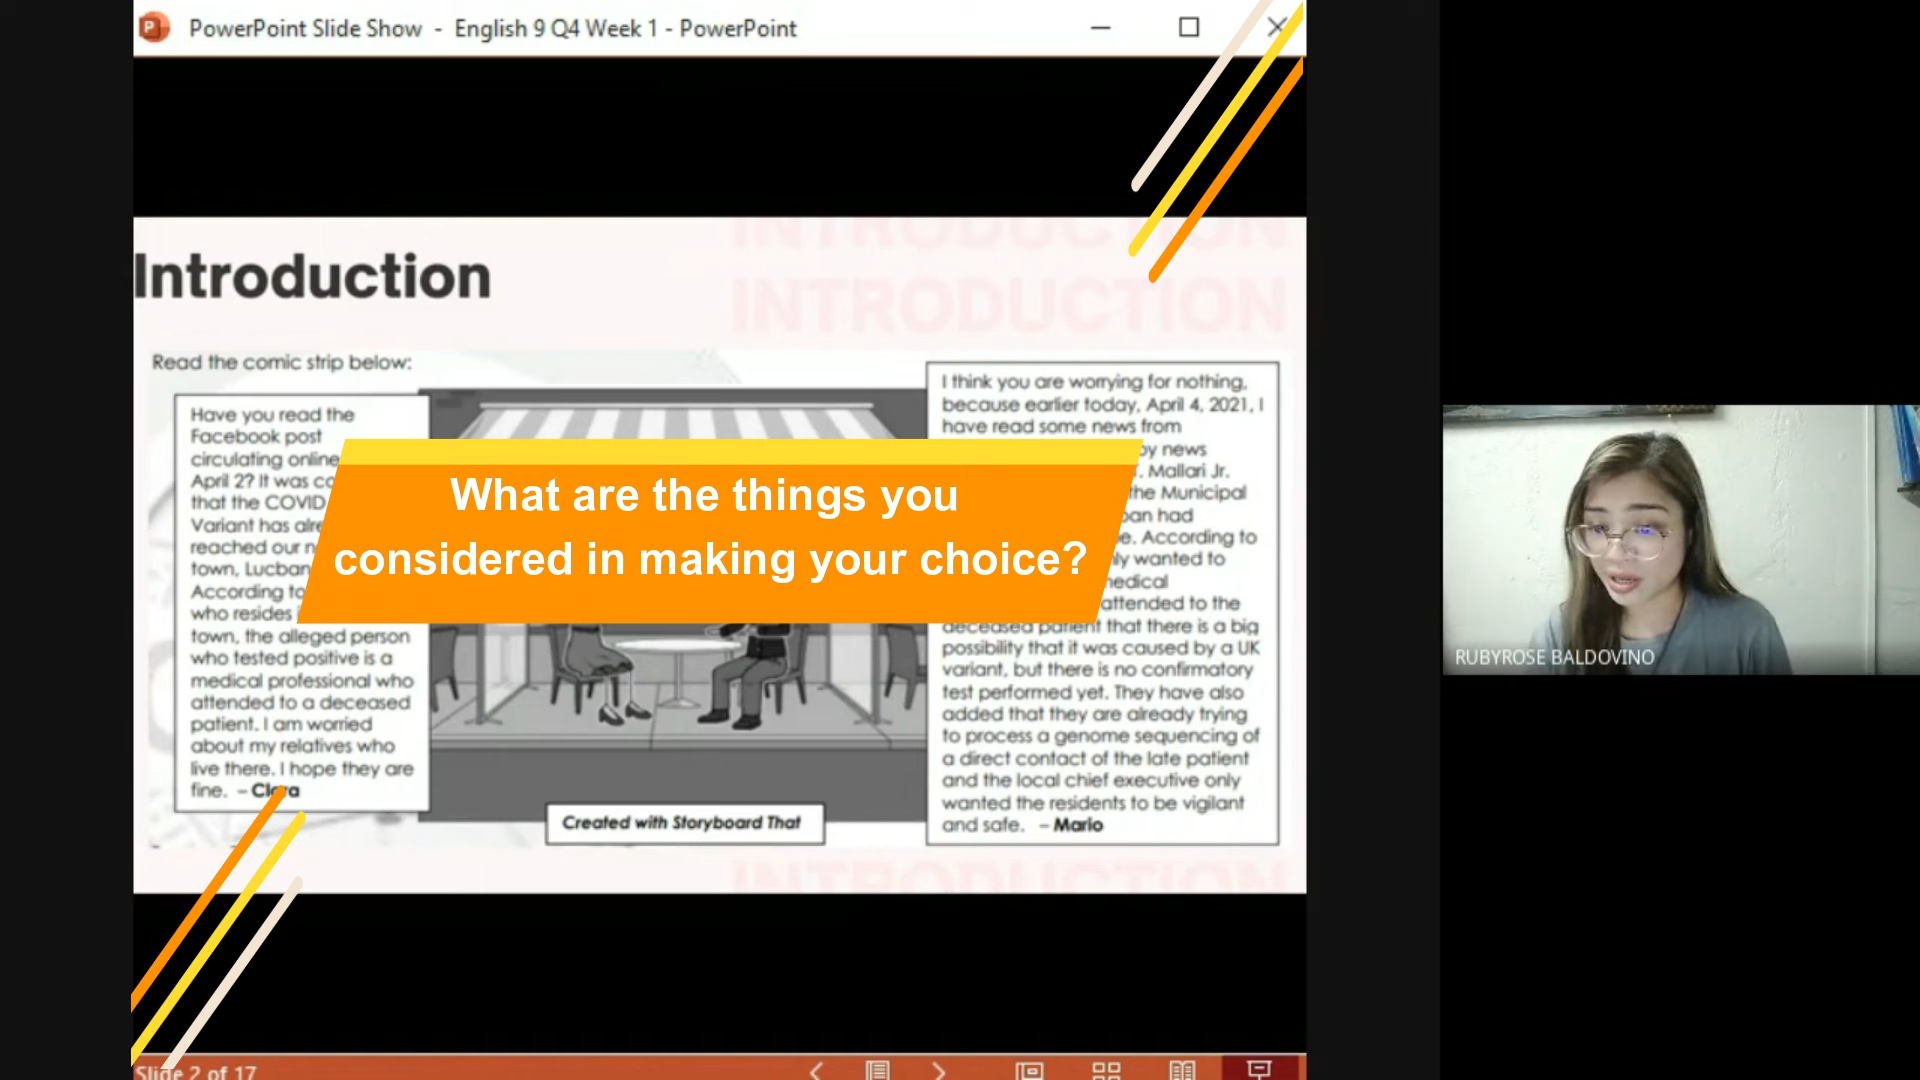 PowerPoint Slide Show - English 9 Q4 Week 1 - PowerPoint
INTRODUCTION
Introduction
INTRODUCTION
Read the comic strip below:
Have you read the
Facebook post
circulating online
April 2? It was
that the COVID
Variant has
reached our
town, Lucban
According to
who resides
town, the alleged person
who tested positive is a
medical professional who
attended to a deceased
patient. I am worried
about my relatives who
live there. I hope they are
fine. – Clara
What are the things you
considered in making your choice?
Created with Storyboard That
I think you are worrying for nothing,
because earlier today, April 4, 2021, I
have read some news from
by news
Mallari Jr.
the Municipal
had
According to
wanted to
medical
attended to the
deceased patient that there is a big
possibility that it was caused by a UK
variant, but there is no confirmatory
test performed yet. They have also
added that they are already trying
to process a genome sequencing of
a direct contact of the late patient
and the local chief executive only
wanted the residents to be vigilant
and safe. – Mario
INTRODUCTION
RUBYROSE BALDOVINO
Slide 2 of 17